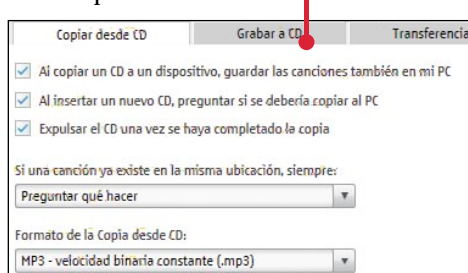 Copiar desde CD Grabar a CD Transferencia
Al copiar un CD a un dispositivo, guardar las canciones también en mi PC
Al insertar un nuevo CD, preguntar si se debería copiar al PC
Expulsar el CD una vez se haya completado la copia
Si una canción ya existe en la misma ubicación, siempre:
Preguntar qué hacer
Formato de la Copia desde CD:
MP3 - velocidad binaria constante (.mp3)